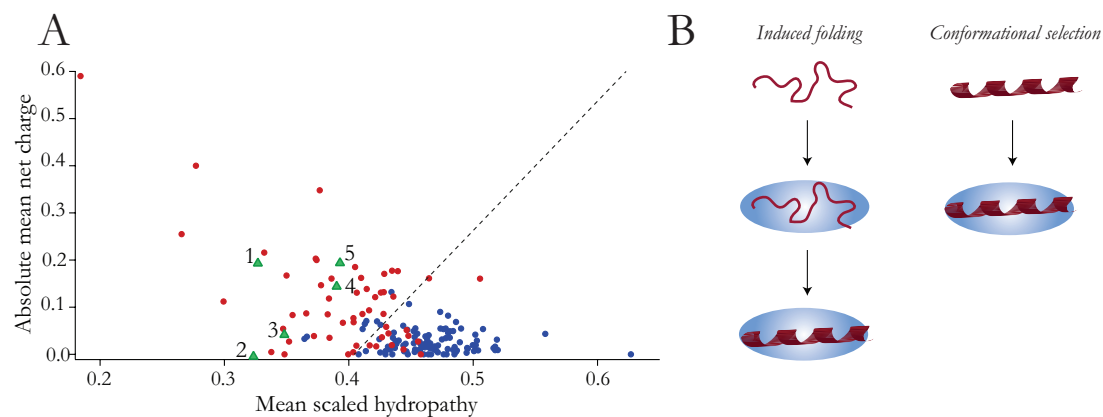 A
Absolute mean net charge
0.6
0.5
0.4
0.3
0.2
0.1
0.0
1
5
4
3
2
0.2
0.3
0.4
0.5
0.6
Mean scaled hydropathy
B
Induced folding
Conformational selection